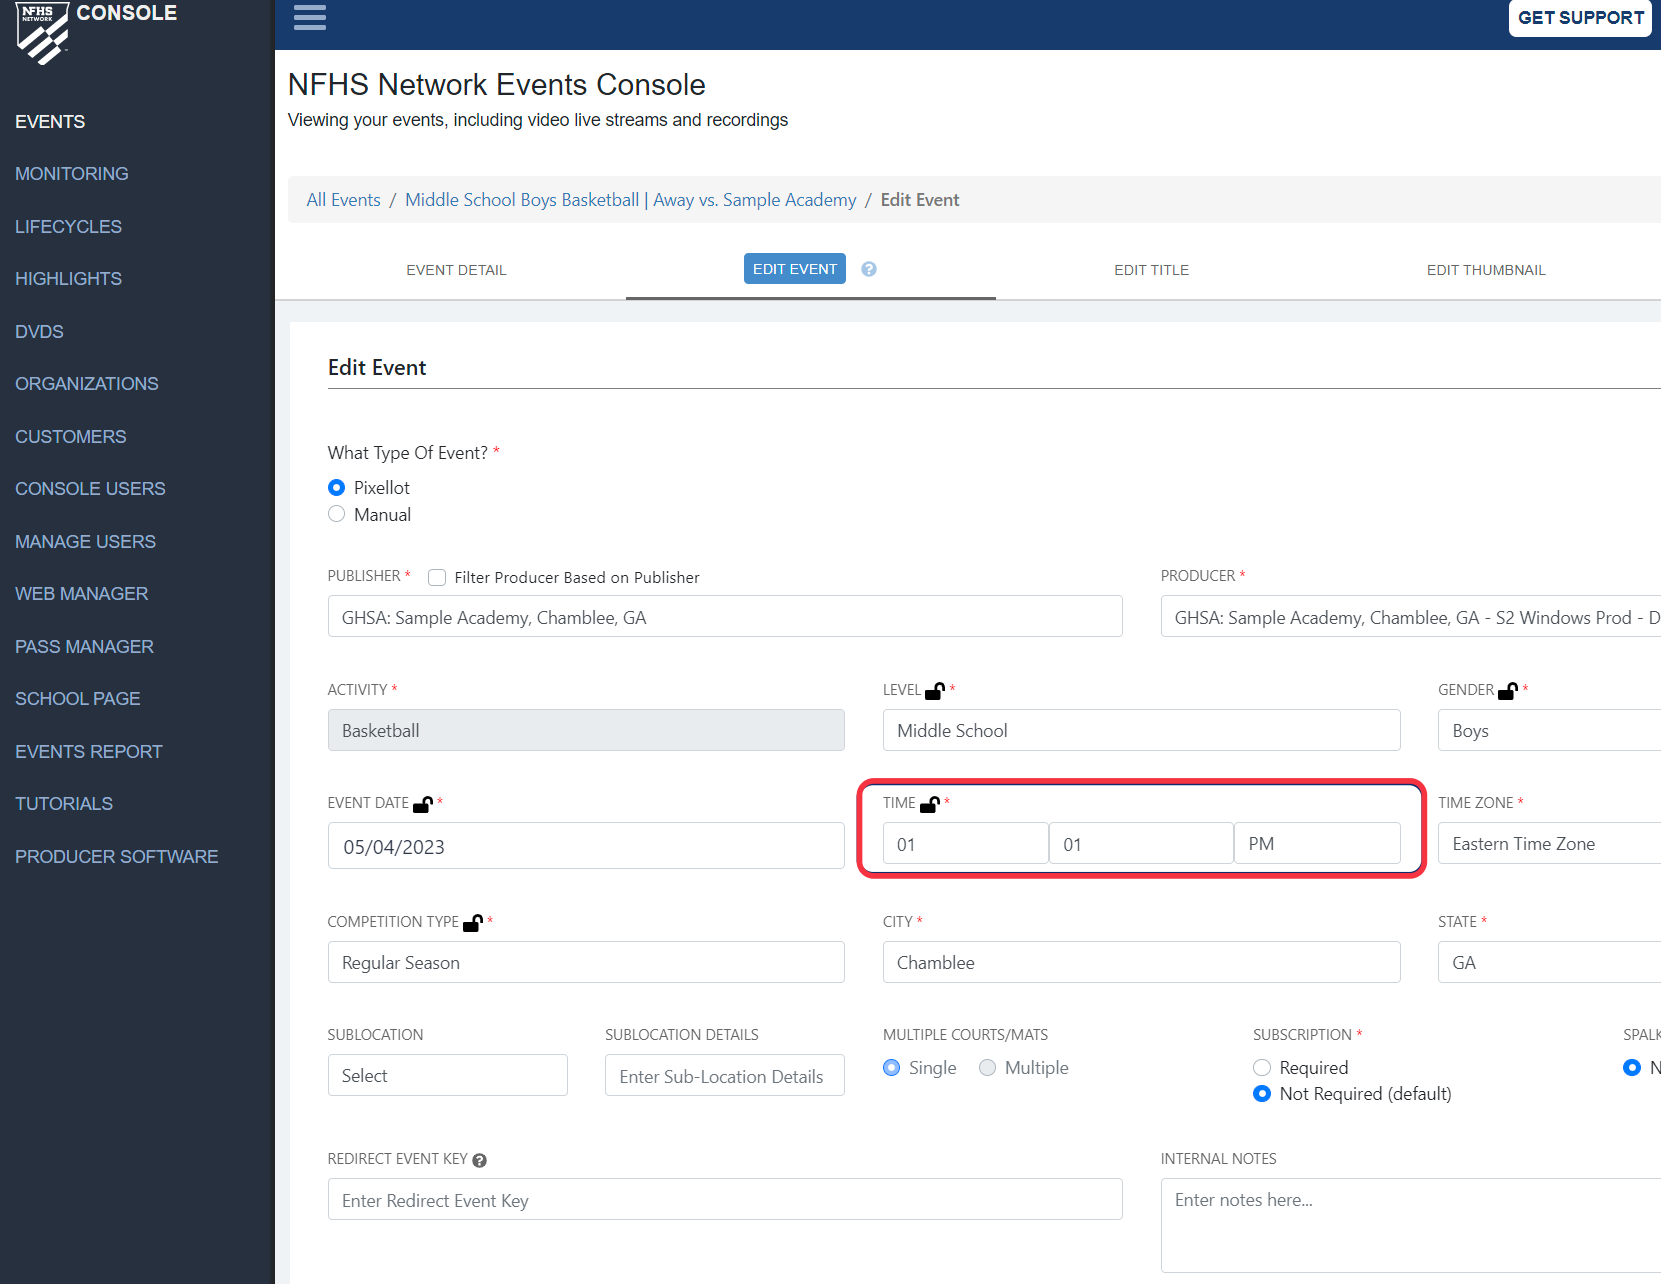 NFHS
NETWORK
CONSOLE
GET SUPPORT
EVENTS
MONITORING
LIFECYCLES
HIGHLIGHTS
DVDS
ORGANIZATIONS
CUSTOMERS
CONSOLE USERS
MANAGE USERS
WEB MANAGER
PASS MANAGER
SCHOOL PAGE
EVENTS REPORT
TUTORIALS
PRODUCER SOFTWARE
NFHS Network Events Console
Viewing your events, including video live streams and recordings
All Events / Middle School Boys Basketball | Away vs. Sample Academy / Edit Event
EVENT DETAIL EDIT EVENT ? EDIT TITLE EDIT THUMBNAIL
Edit Event
What Type Of Event? *
Pixellot
Manual
PUBLISHER * Filter Producer Based on Publisher PRODUCER *
GHSA: Sample Academy, Chamblee, GA GHSA: Sample Academy, Chamblee, GA - S2 Windows Prod - D
ACTIVITY * LEVEL * GENDER *
Basketball Middle School Boys
EVENT DATE * TIME * TIME ZONE *
05/04/2023 01 01 PM Eastern Time Zone
COMPETITION TYPE * CITY * STATE *
Regular Season Chamblee GA
SUBLOCATION SUBLOCATION DETAILS MULTIPLE COURTS/MATS SUBSCRIPTION * SPALK
Select Enter Sub-Location Details Single Multiple Required N
Not Required (default)
REDIRECT EVENT KEY ? INTERNAL NOTES
Enter Redirect Event Key Enter notes here...